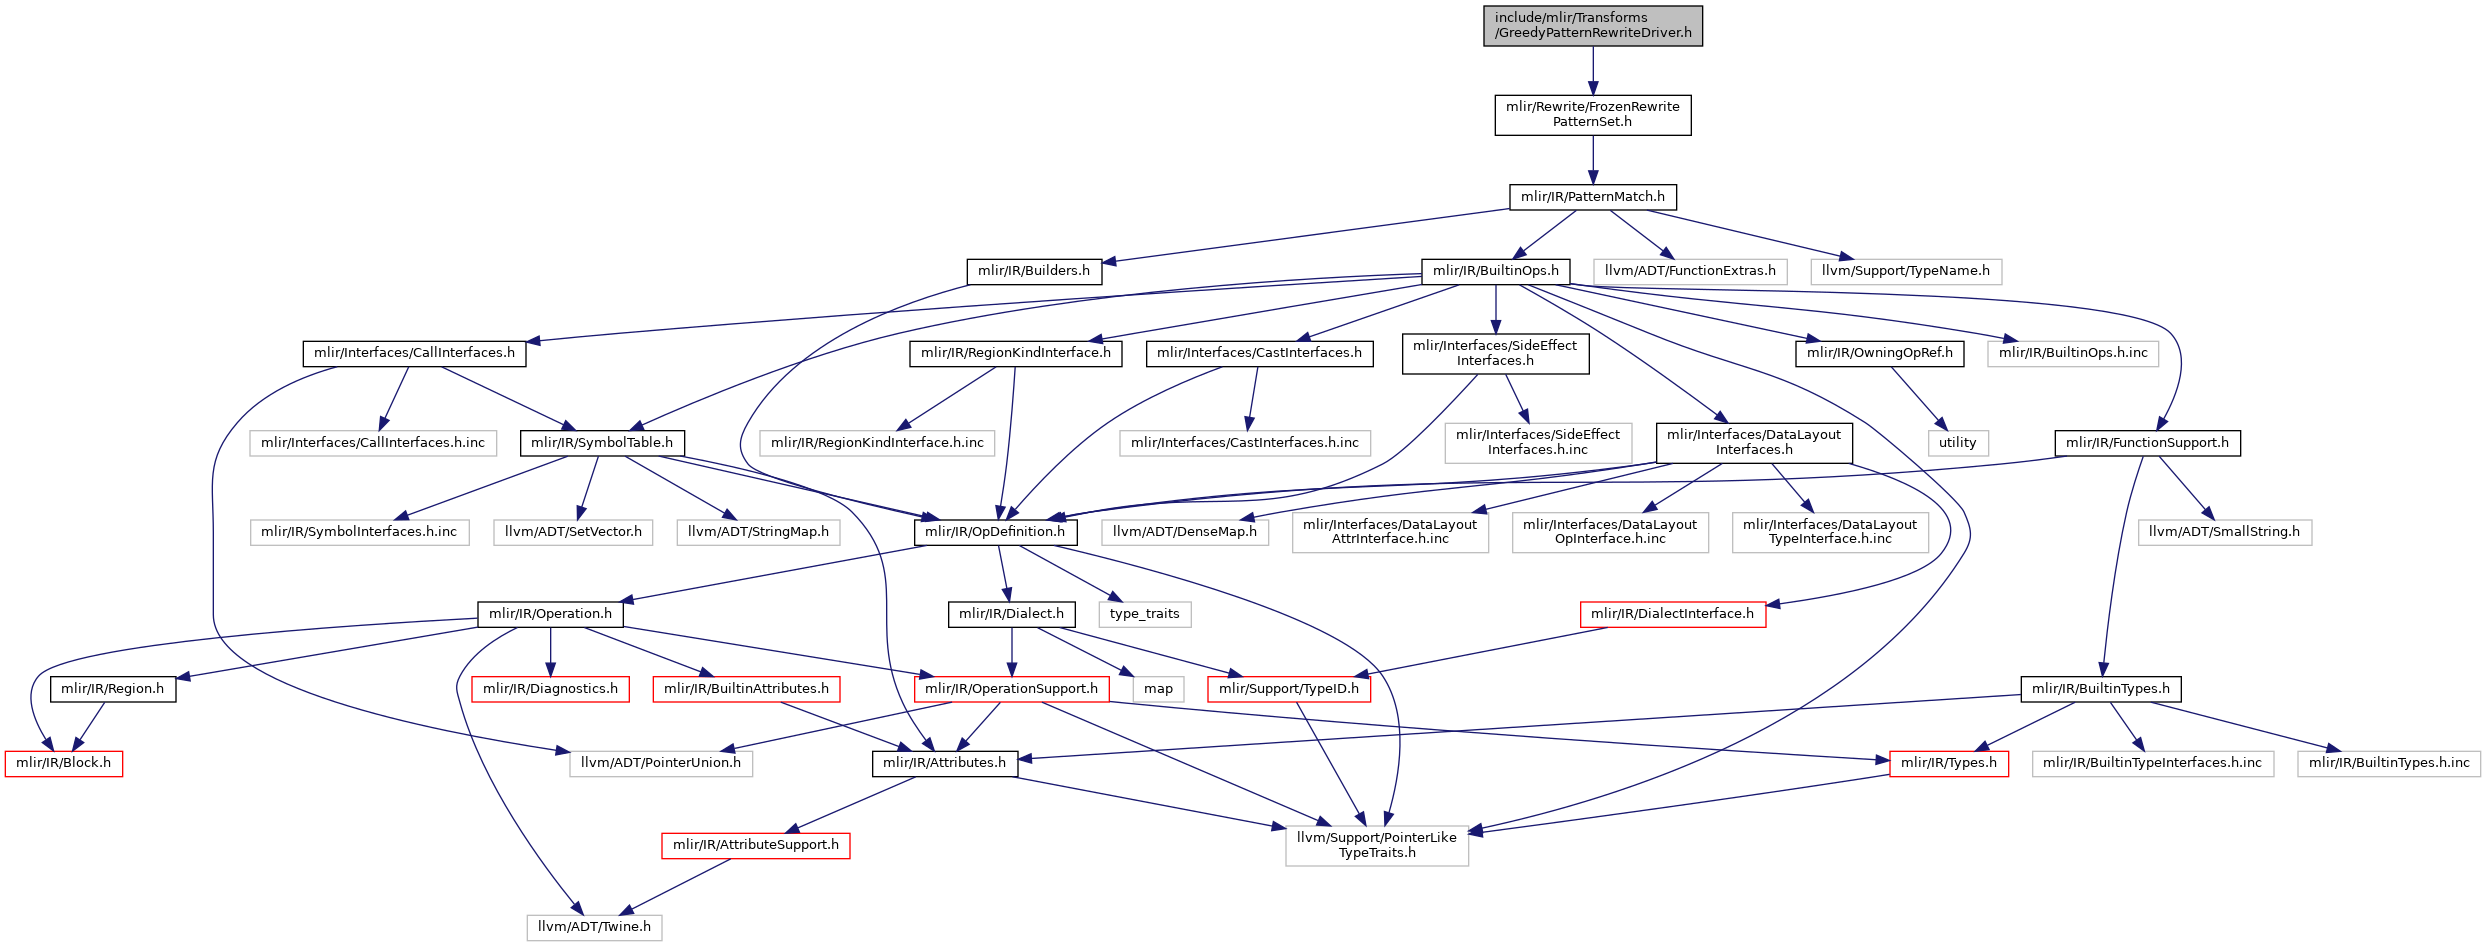 include/mlir/Transforms
/GreedyPatternRewriteDriver.h
mlir/Rewrite/FrozenRewrite
PatternSet.h
mlir/IR/PatternMatch.h
mlir/IR/Builders.h
mlir/IR/BuiltinOps.h
llvm/ADT/FunctionExtras.h
llvm/Support/TypeName.h
mlir/Interfaces/CallInterfaces.h
mlir/IR/RegionKindInterface.h
mlir/Interfaces/CastInterfaces.h
mlir/Interfaces/SideEffect
Interfaces.h
mlir/IR/OwningOpRef.h
mlir/IR/BuiltinOps.h.inc
mlir/Interfaces/CallInterfaces.h.inc
mlir/IR/SymbolTable.h
mlir/IR/RegionKindInterface.h.inc
mlir/Interfaces/CastInterfaces.h.inc
mlir/Interfaces/SideEffect
Interfaces.h.inc
mlir/Interfaces/DataLayout
Interfaces.h
utility
mlir/IR/FunctionSupport.h
mlir/IR/SymbolInterfaces.h.inc
llvm/ADT/SetVector.h
llvm/ADT/StringMap.h
mlir/IR/OpDefinition.h
llvm/ADT/DenseMap.h
mlir/Interfaces/DataLayout
AttrInterface.h.inc
mlir/Interfaces/DataLayout
OpInterface.h.inc
mlir/Interfaces/DataLayout
TypeInterface.h.inc
llvm/ADT/SmallString.h
mlir/IR/Operation.h
mlir/IR/Dialect.h
type_traits
mlir/IR/DialectInterface.h
mlir/IR/Region.h
mlir/IR/Diagnostics.h
mlir/IR/BuiltinAttributes.h
mlir/IR/OperationSupport.h
map
mlir/Support/TypeID.h
mlir/IR/BuiltinTypes.h
mlir/IR/Block.h
llvm/ADT/PointerUnion.h
mlir/IR/Attributes.h
mlir/IR/Types.h
mlir/IR/BuiltinTypeInterfaces.h.inc
mlir/IR/BuiltinTypes.h.inc
mlir/IR/AttributeSupport.h
llvm/Support/PointerLike
TypeTraits.h
llvm/ADT/Twine.h